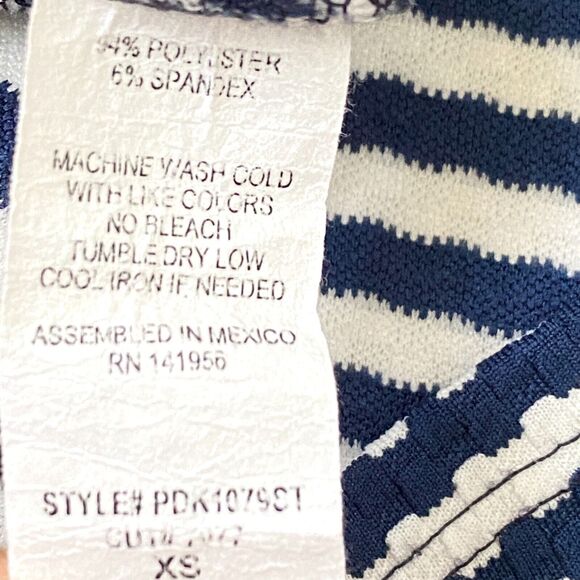 94% POLYESTER
6% SPANDEX
MACHINE WASH COLD
WITH LIKE COLORS
NO BLEACH
TUMBLE DRY LOW
COOL IRON IF NEEDED
ASSEMBLED IN MEXICO
RN 141956
STYLE# PDK1079ST
XS